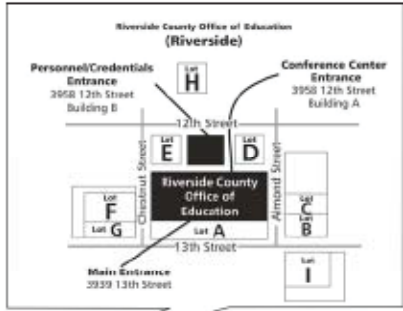 Riverside County Office of Education
(Riverside)
Personnel/Credentials
Entrance
3958 12th Street
Building B
Lot
H
Conference Center
Entrance
3958 12th Street
Building A
12th Street
Lot
E
Lot
D
Chestnut Street
Almond Street
Riverside County
Office of
Education
Lot
F
Lot G
Lot A
Lot
C
Lot
B
13th Street
Main Entrance
3939 13th Street
Lot
I